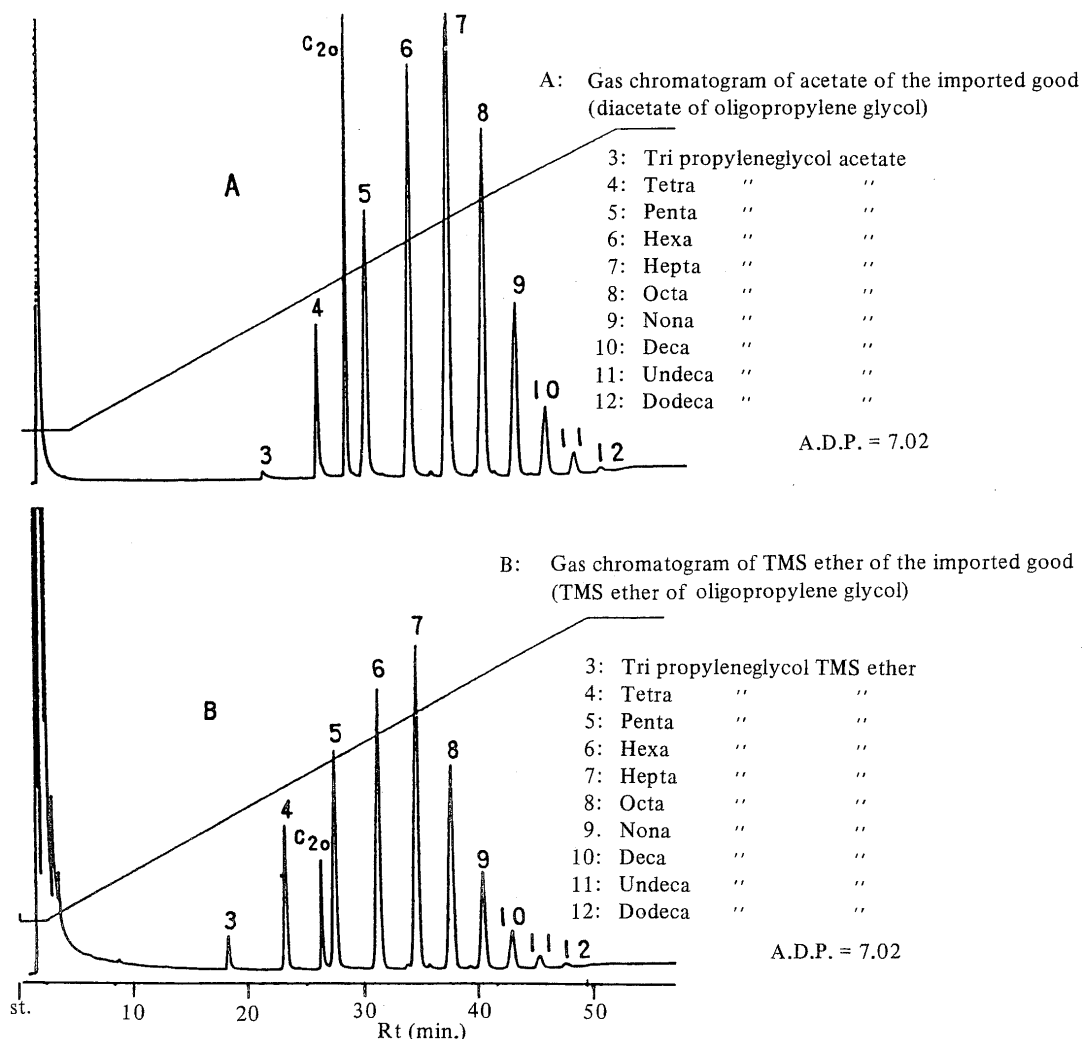 C20
6
7
A
5
4
8
9
10
11
12
3
A: Gas chromatogram of acetate of the imported good
(diacetate of oligopropylene glycol)
3: Tri propyleneglycol acetate
4: Tetra '' ''
5: Penta '' ''
6: Hexa '' ''
7: Hepta '' ''
8: Octa '' ''
9: Nona '' ''
10: Deca '' ''
11: Undeca '' ''
12: Dodeca '' ''
A.D.P. = 7.02
B: Gas chromatogram of TMS ether of the imported good
(TMS ether of oligopropylene glycol)
B
3
4
C20
5
6
7
8
9
10
11
12
3: Tri propyleneglycol TMS ether
4: Tetra '' ''
5: Penta '' ''
6: Hexa '' ''
7: Hepta '' ''
8: Octa '' ''
9. Nona '' ''
10: Deca '' ''
11: Undeca '' ''
12: Dodeca '' ''
A.D.P. = 7.02
st. 10 20 30 40 50
Rt (min.)